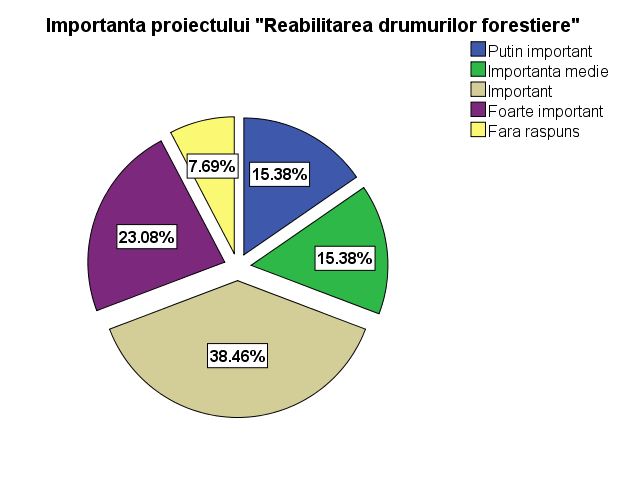 Importanta proiectului "Reabilitarea drumurilor forestiere"
Putin important
Importanta medie
Important
Foarte important
Fara raspuns
7.69%
15.38%
23.08%
15.38%
38.46%